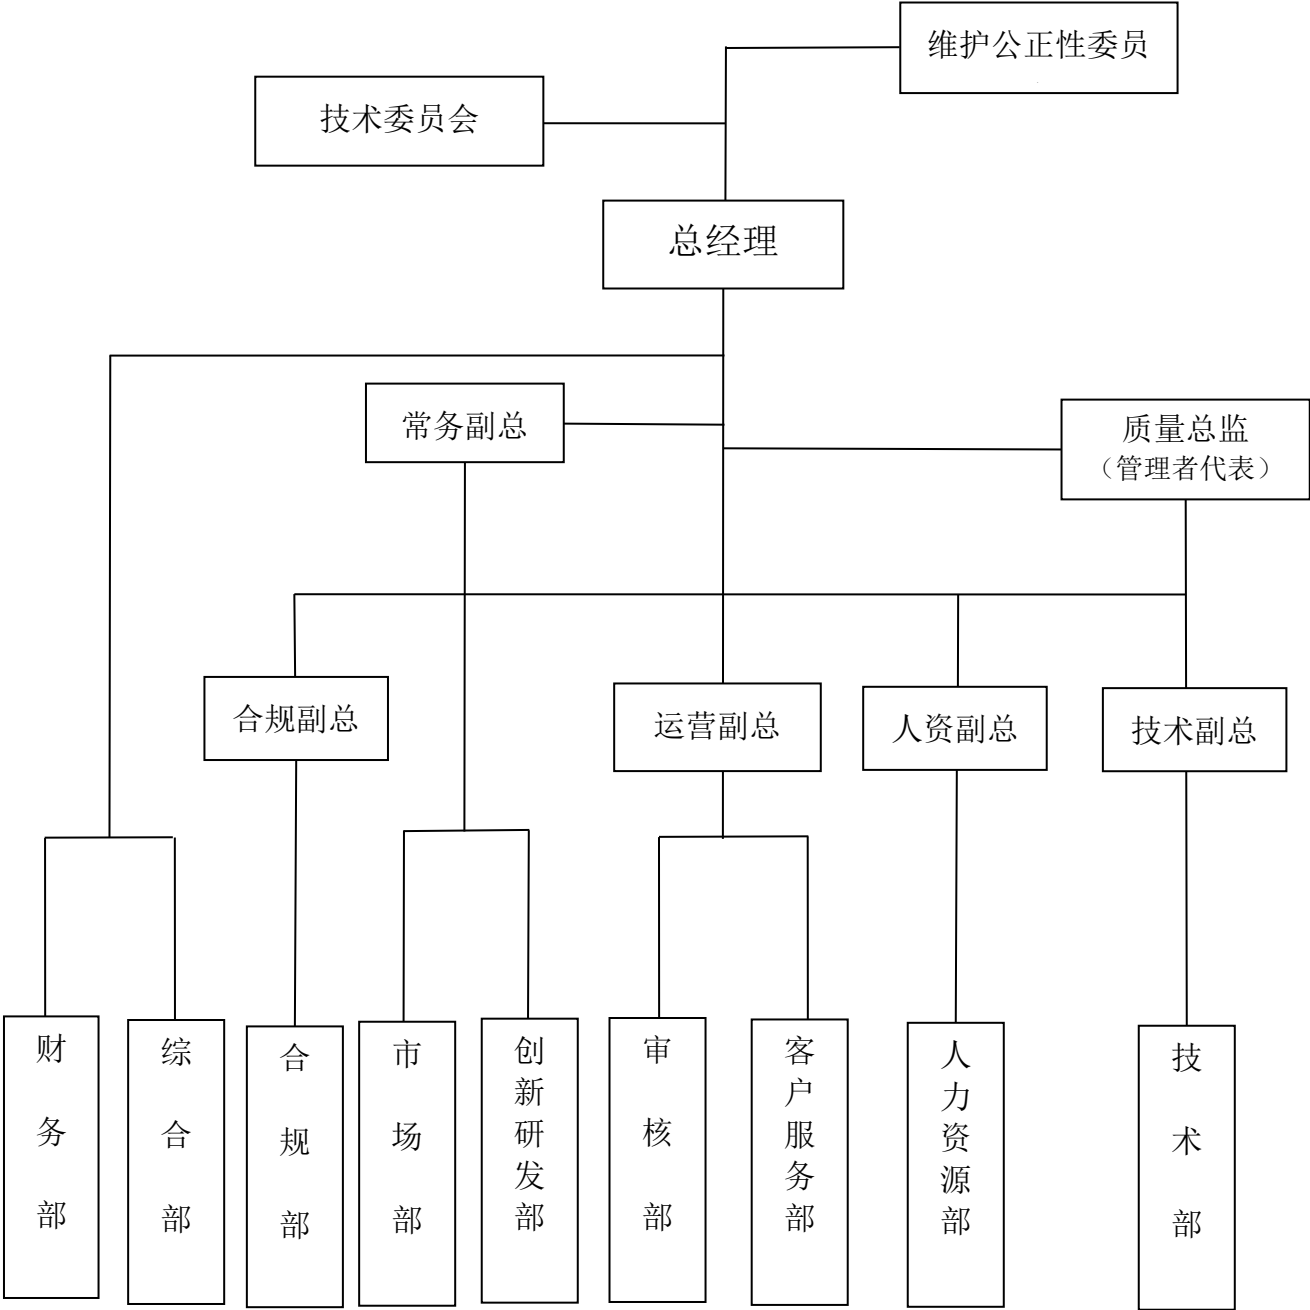 维护公正性委员
技术委员会
总经理
常务副总
质量总监
（管理者代表）
合规副总
运营副总
人资副总
技术副总
财务部
综合部
合规部
市场部
创新研发部
审核部
客户服务部
人力资源部
技术部